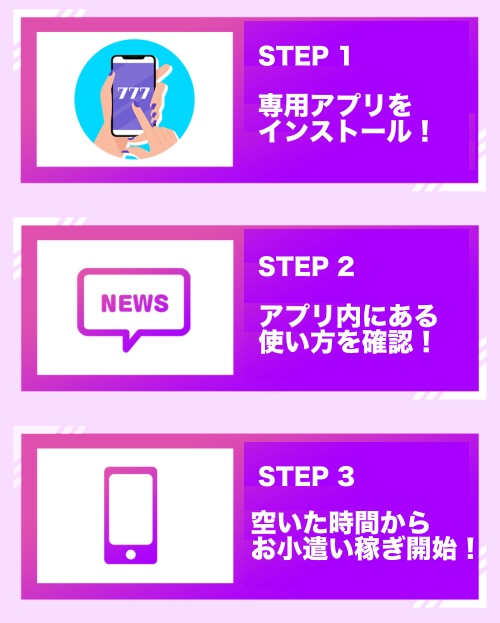 777
STEP 1
専用アプリを
インストール！
NEWS
STEP 2
アプリ内にある
使い方を確認！
STEP 3
空いた時間から
お小遣い稼ぎ開始！